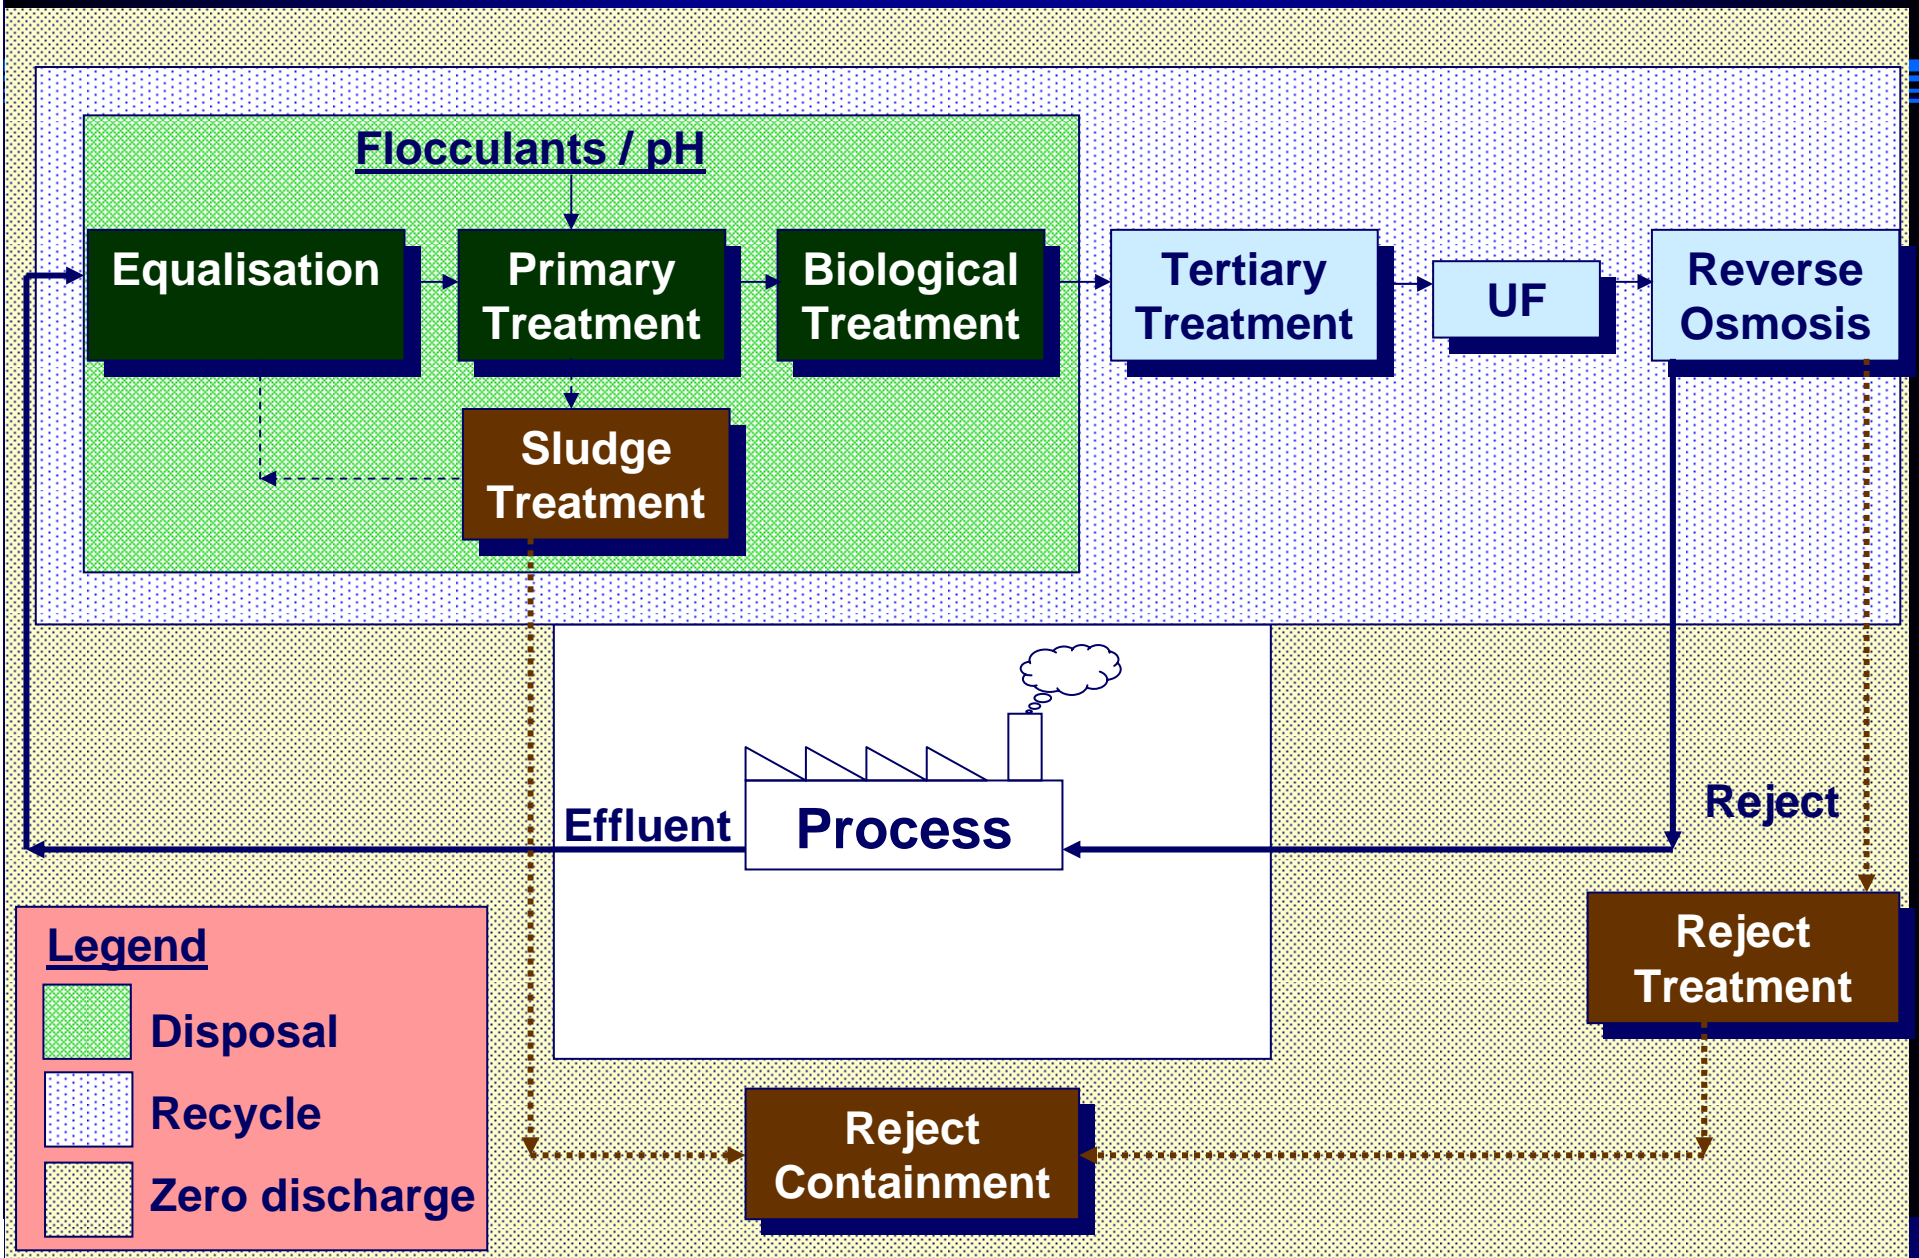 Flocculants / pH
Equalisation
Primary
Treatment
Biological
Treatment
Tertiary
Treatment
UF
Reverse
Osmosis
Sludge
Treatment
Effluent
Process
Reject
Reject
Treatment
Reject
Containment
Legend
Disposal
Recycle
Zero discharge